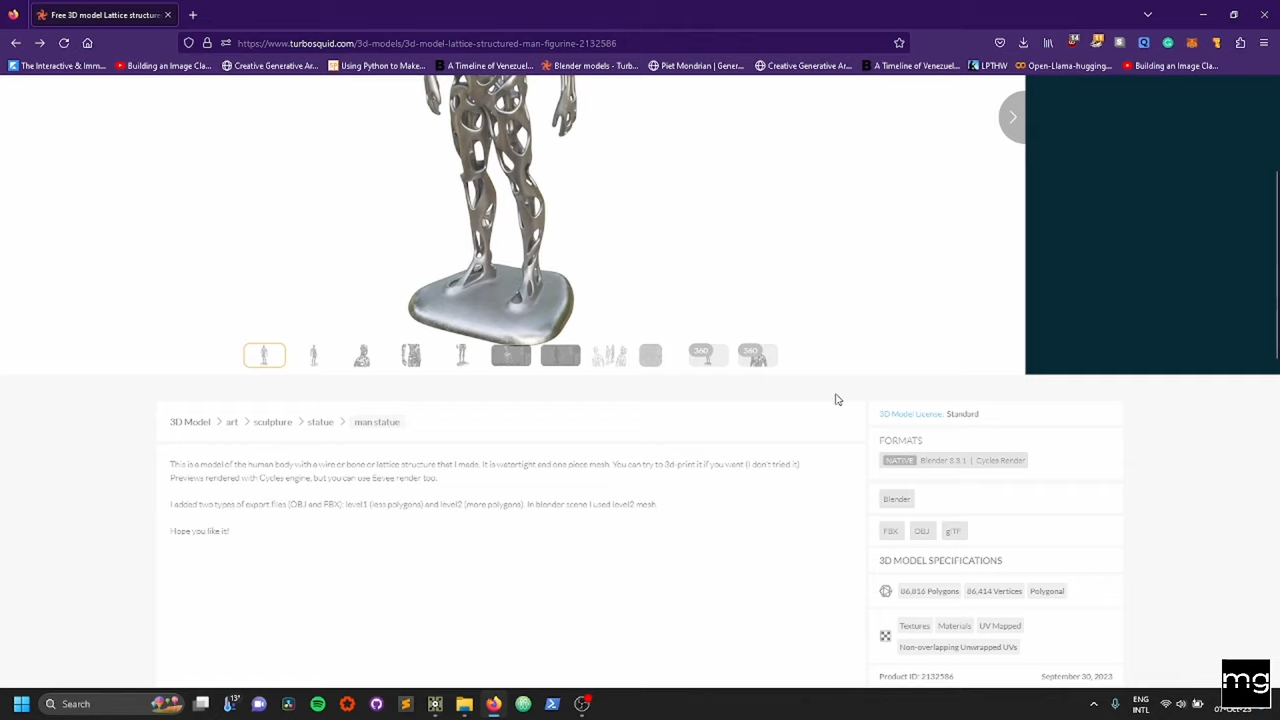 Free 3D model Lattice structure
https://www.turbosquid.com/3d-models/3d-model-lattice-structured-man-figurine-2132586
The Interactive & Imm...
Building an Image Cla...
Creative Generative Ar...
Using Python to Make...
A Timeline of Venezuel...
Blender models - Turb...
Piet Mondrian | Gener...
Creative Generative Ar...
A Timeline of Venezuel...
LPTHW
Open-Llama-hugging...
Building an Image Cla...
360
360
3D Model > art > sculpture > statue > man statue
This is a model of the human body with a wire or bone or lattice structure that I made. It is watertight and one piece mesh. You can try to 3d-print it if you want (I don't tried it)
Previews rendered with Cycles engine, but you can use Eevee render too.
I added two types of export files (OBJ and FBX): level1 (less polygons) and level2 (more polygons). In blender scene I used level2 mesh.
Hope you like it!
3D Model License: Standard
FORMATS
NATIVE Blender 3.3.1 | Cycles Render
Blender
FBX OBJ glTF
3D MODEL SPECIFICATIONS
86,816 Polygons 86,414 Vertices Polygonal
Textures Materials UV Mapped
Non-overlapping Unwrapped UVs
Product ID: 2132586 September 30, 2023
mg
Search
13°
ENG
INTL